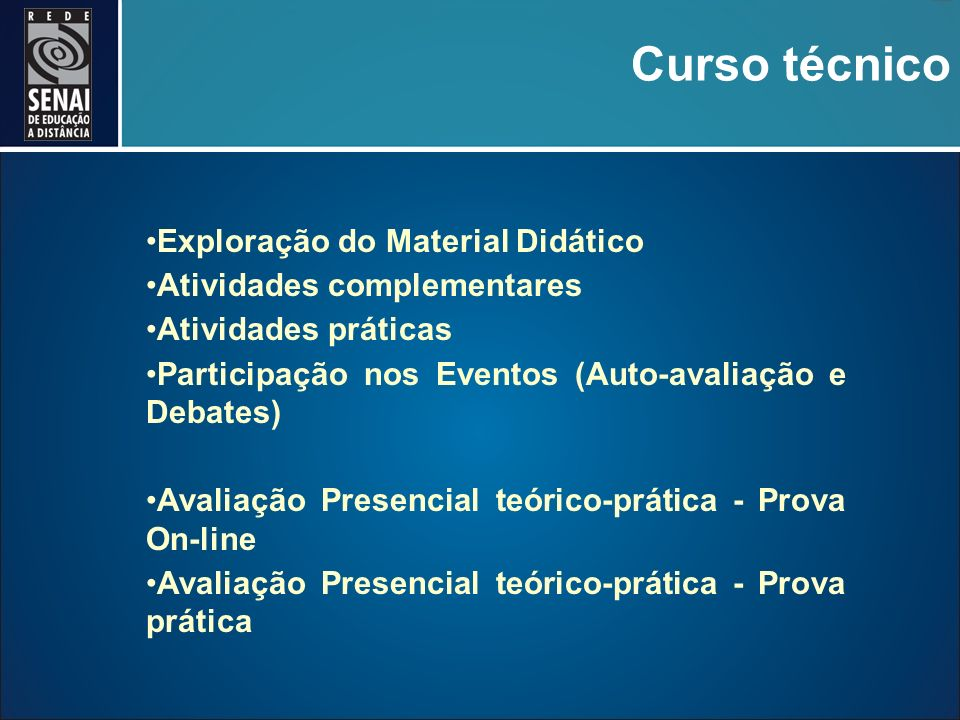 REDE
SENAI
DE EDUCAÇÃO
A DISTÂNCIA
Curso técnico
•Exploração do Material Didático
•Atividades complementares
•Atividades práticas
•Participação nos Eventos (Auto-avaliação e
Debates)
•Avaliação Presencial teórico-prática - Prova
On-line
•Avaliação Presencial teórico-prática - Prova
prática